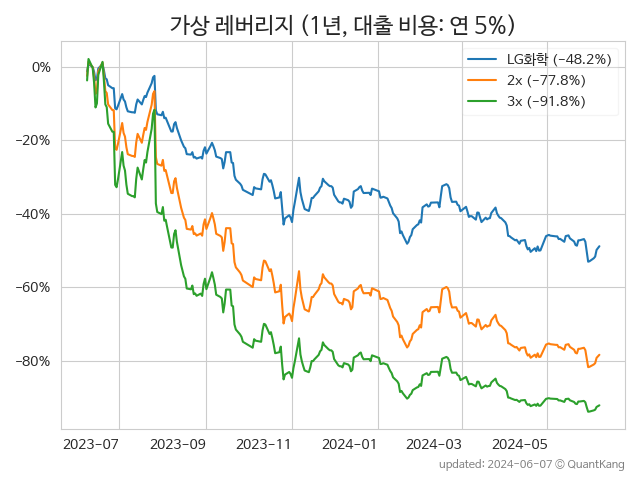 가상 레버리지 (1년, 대출 비용: 연 5%)
LG화학 (−48.2%)
2x (−77.8%)
3x (−91.8%)
0%
−20%
−40%
−60%
−80%
2023-07 2023-09 2023-11 2024-01 2024-03 2024-05
updated: 2024-06-07 © QuantKang